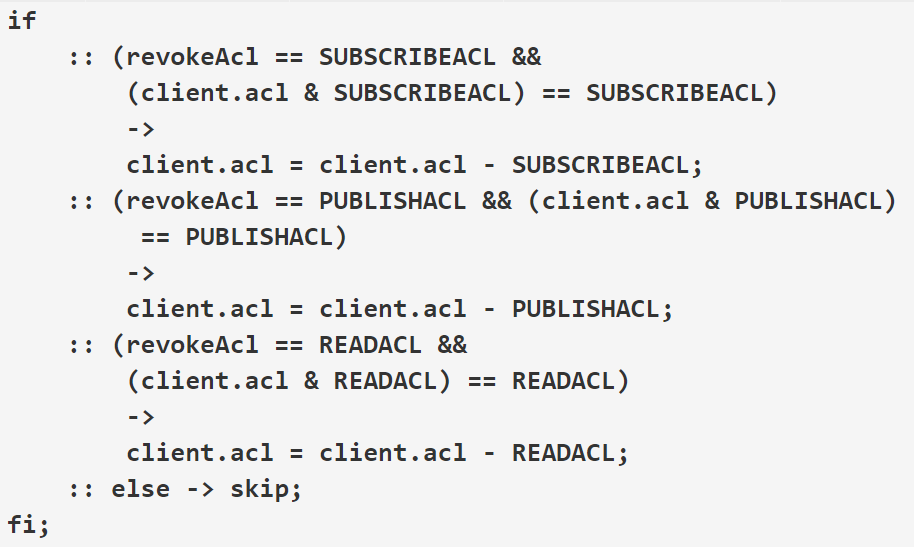 if
    :: (revokeAcl == SUBSCRIBEACL &&
        (client.acl & SUBSCRIBEACL) == SUBSCRIBEACL)
        ->
        client.acl = client.acl - SUBSCRIBEACL;
    :: (revokeAcl == PUBLISHACL && (client.acl & PUBLISHACL)
         == PUBLISHACL)
        ->
        client.acl = client.acl - PUBLISHACL;
    :: (revokeAcl == READACL &&
        (client.acl & READACL) == READACL)
        ->
        client.acl = client.acl - READACL;
    :: else -> skip;
fi;